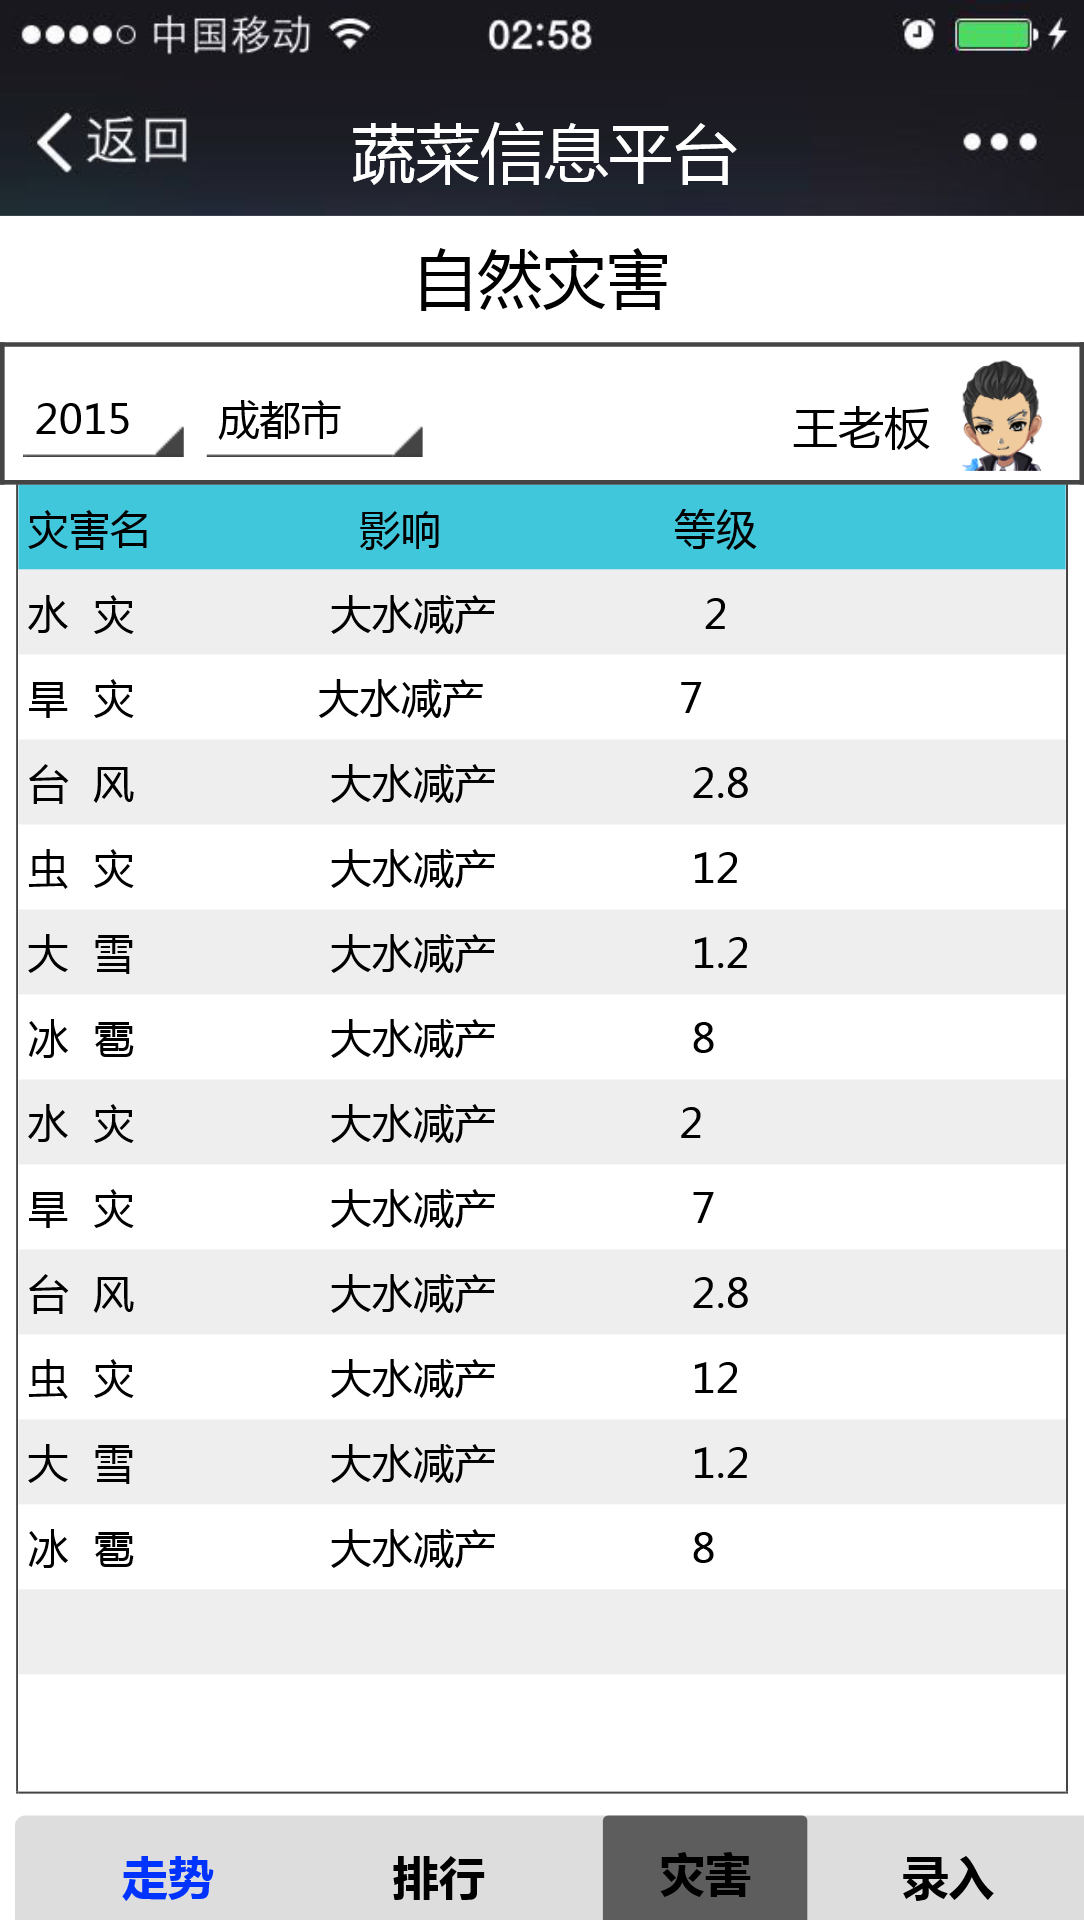 中国移动 02:58
返回 蔬菜信息平台
自然灾害
2015 成都市 王老板
灾害名 影响 等级
水 灾 大水减产 2
旱 灾 大水减产 7
台 风 大水减产 2.8
虫 灾 大水减产 12
大 雪 大水减产 1.2
冰 雹 大水减产 8
水 灾 大水减产 2
旱 灾 大水减产 7
台 风 大水减产 2.8
虫 灾 大水减产 12
大 雪 大水减产 1.2
冰 雹 大水减产 8
走势 排行 灾害 录入